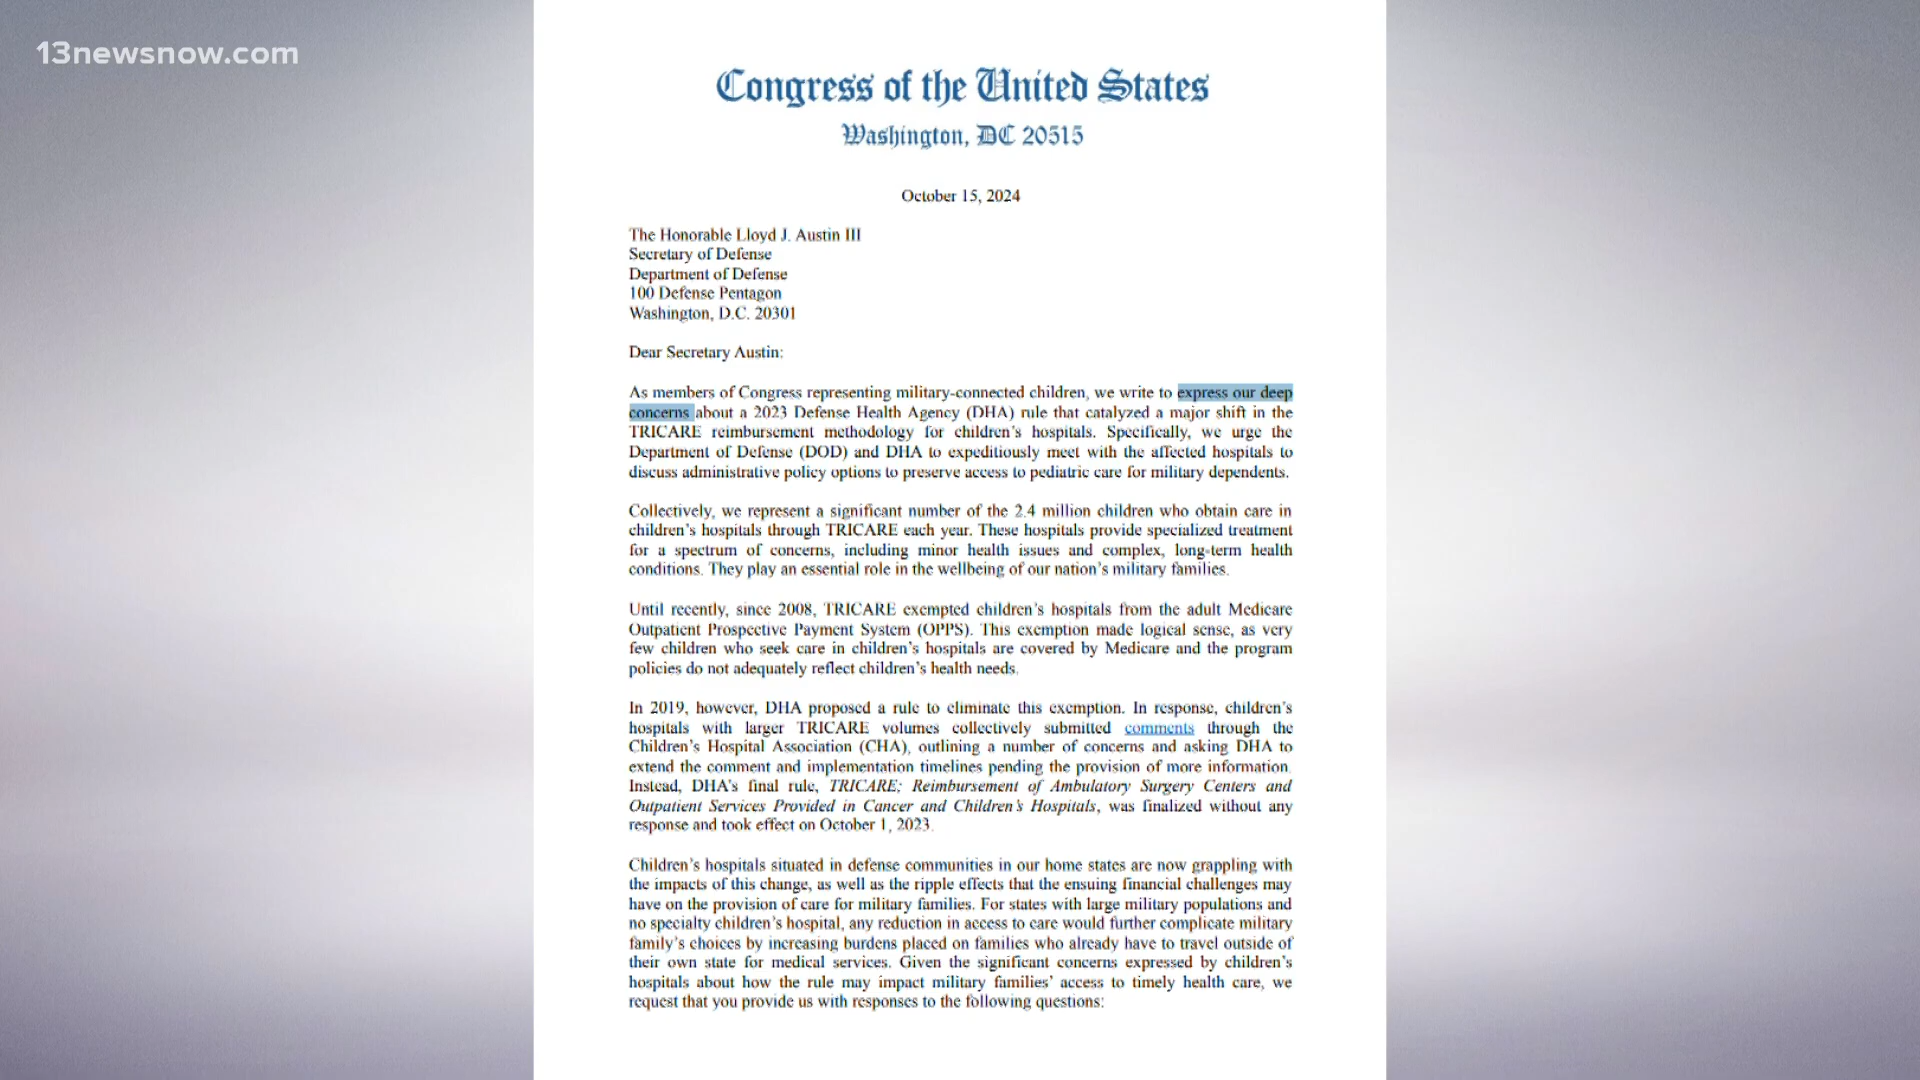 13newsnow.com
Congress of the United States
Washington, DC 20515
October 15, 2024
The Honorable Lloyd J. Austin III
Secretary of Defense
Department of Defense
100 Defense Pentagon
Washington, D.C. 20301
Dear Secretary Austin:
As members of Congress representing military-connected children, we write to express our deep
concerns about a 2023 Defense Health Agency (DHA) rule that catalyzed a major shift in the
TRICARE reimbursement methodology for children's hospitals. Specifically, we urge the
Department of Defense (DOD) and DHA to expeditiously meet with the affected hospitals to
discuss administrative policy options to preserve access to pediatric care for military dependents.
Collectively, we represent a significant number of the 2.4 million children who obtain care in
children's hospitals through TRICARE each year. These hospitals provide specialized treatment
for a spectrum of concerns, including minor health issues and complex, long-term health
conditions. They play an essential role in the wellbeing of our nation's military families.
Until recently, since 2008, TRICARE exempted children's hospitals from the adult Medicare
Outpatient Prospective Payment System (OPPS). This exemption made logical sense, as very
few children who seek care in children's hospitals are covered by Medicare and the program
policies do not adequately reflect children's health needs.
In 2019, however, DHA proposed a rule to eliminate this exemption. In response, children's
hospitals with larger TRICARE volumes collectively submitted comments through the
Children's Hospital Association (CHA), outlining a number of concerns and asking DHA to
extend the comment and implementation timelines pending the provision of more information.
Instead, DHA's final rule, TRICARE; Reimbursement of Ambulatory Surgery Centers and
Outpatient Services Provided in Cancer and Children's Hospitals, was finalized without any
response and took effect on October 1, 2023.
Children's hospitals situated in defense communities in our home states are now grappling with
the impacts of this change, as well as the ripple effects that the ensuing financial challenges may
have on the provision of care for military families. For states with large military populations and
no specialty children's hospital, any reduction in access to care would further complicate military
family's choices by increasing burdens placed on families who already have to travel outside of
their own state for medical services. Given the significant concerns expressed by children's
hospitals about how the rule may impact military families' access to timely health care, we
request that you provide us with responses to the following questions: